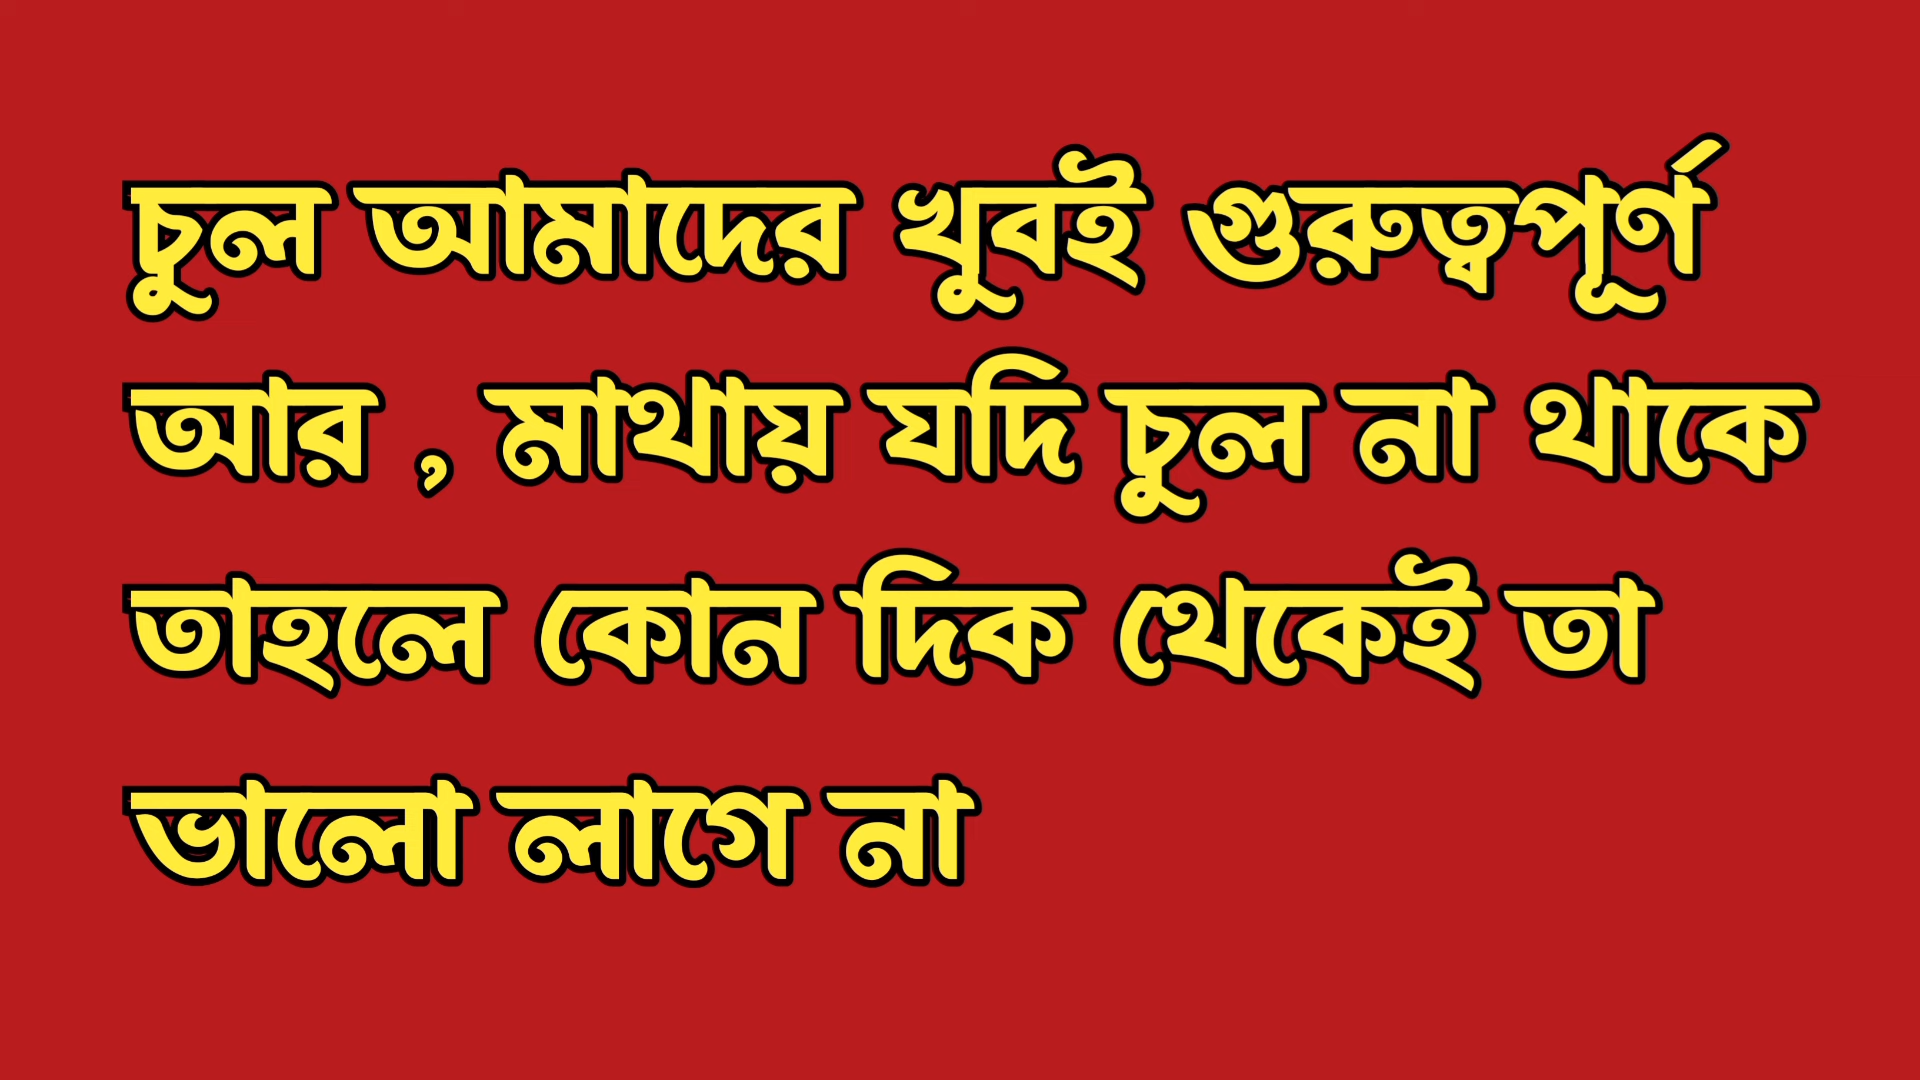 চুল আমাদের খুবই গুরুত্বপূর্ণ
আর , মাথায় যদি চুল না থাকে
তাহলে কোন দিক থেকেই তা
ভালো লাগে না